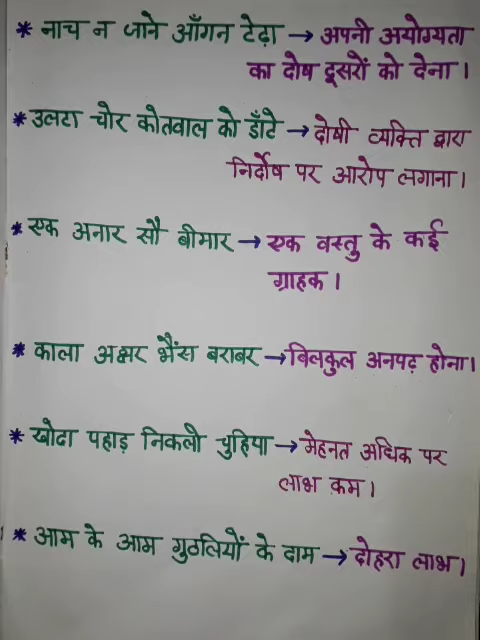 * नाच न जाने आँगन टेढ़ा → अपनी अयोग्यता
का दोष दूसरों को देना।
* उलटा चोर कोतवाल को डाँटे → दोषी व्यक्ति द्वारा
निर्दोष पर आरोप लगाना।
* एक अनार सौ बीमार → एक वस्तु के कई
ग्राहक।
* काला अक्षर भैंस बराबर → बिलकुल अनपढ़ होना।
* खोदा पहाड़ निकली चुहिया → मेहनत अधिक पर
लाभ कम।
* आम के आम गुठलियों के दाम → दोहरा लाभ।